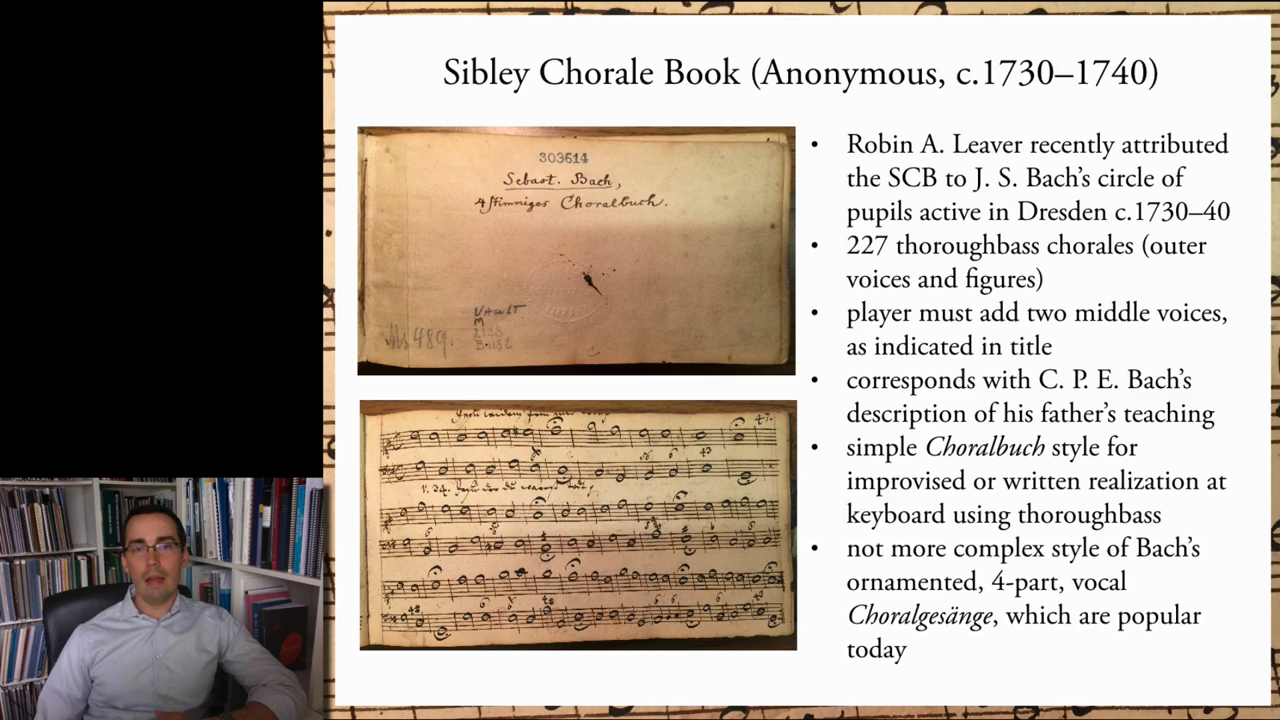 Sibley Chorale Book (Anonymous, c.1730–1740)
303614
Sebast. Bach,
4stimmiges Choralbuch.
VAULT
M
Ms 489.
47.
• Robin A. Leaver recently attributed
the SCB to J. S. Bach’s circle of
pupils active in Dresden c.1730–40
• 227 thoroughbass chorales (outer
voices and figures)
• player must add two middle voices,
as indicated in title
• corresponds with C. P. E. Bach’s
description of his father’s teaching
• simple Choralbuch style for
improvised or written realization at
keyboard using thoroughbass
• not more complex style of Bach’s
ornamented, 4-part, vocal
Choralgesänge, which are popular
today